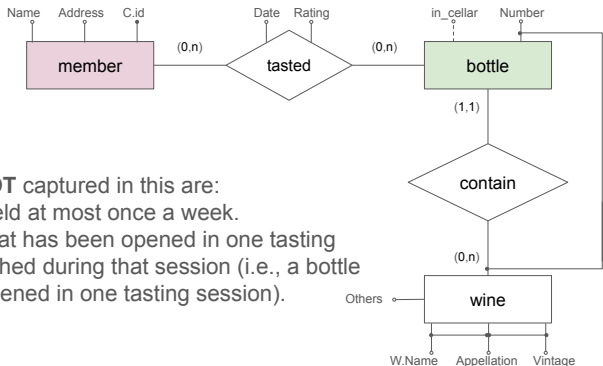 Name Address C.id Date Rating in_cellar Number
(0,n) (0,n)
member tasted bottle
(1,1)
OT captured in this are:
contain
eld at most once a week.
at has been opened in one tasting
hed during that session (i.e., a bottle
(0,n)
ened in one tasting session).
Others wine
W.Name Appellation Vintage